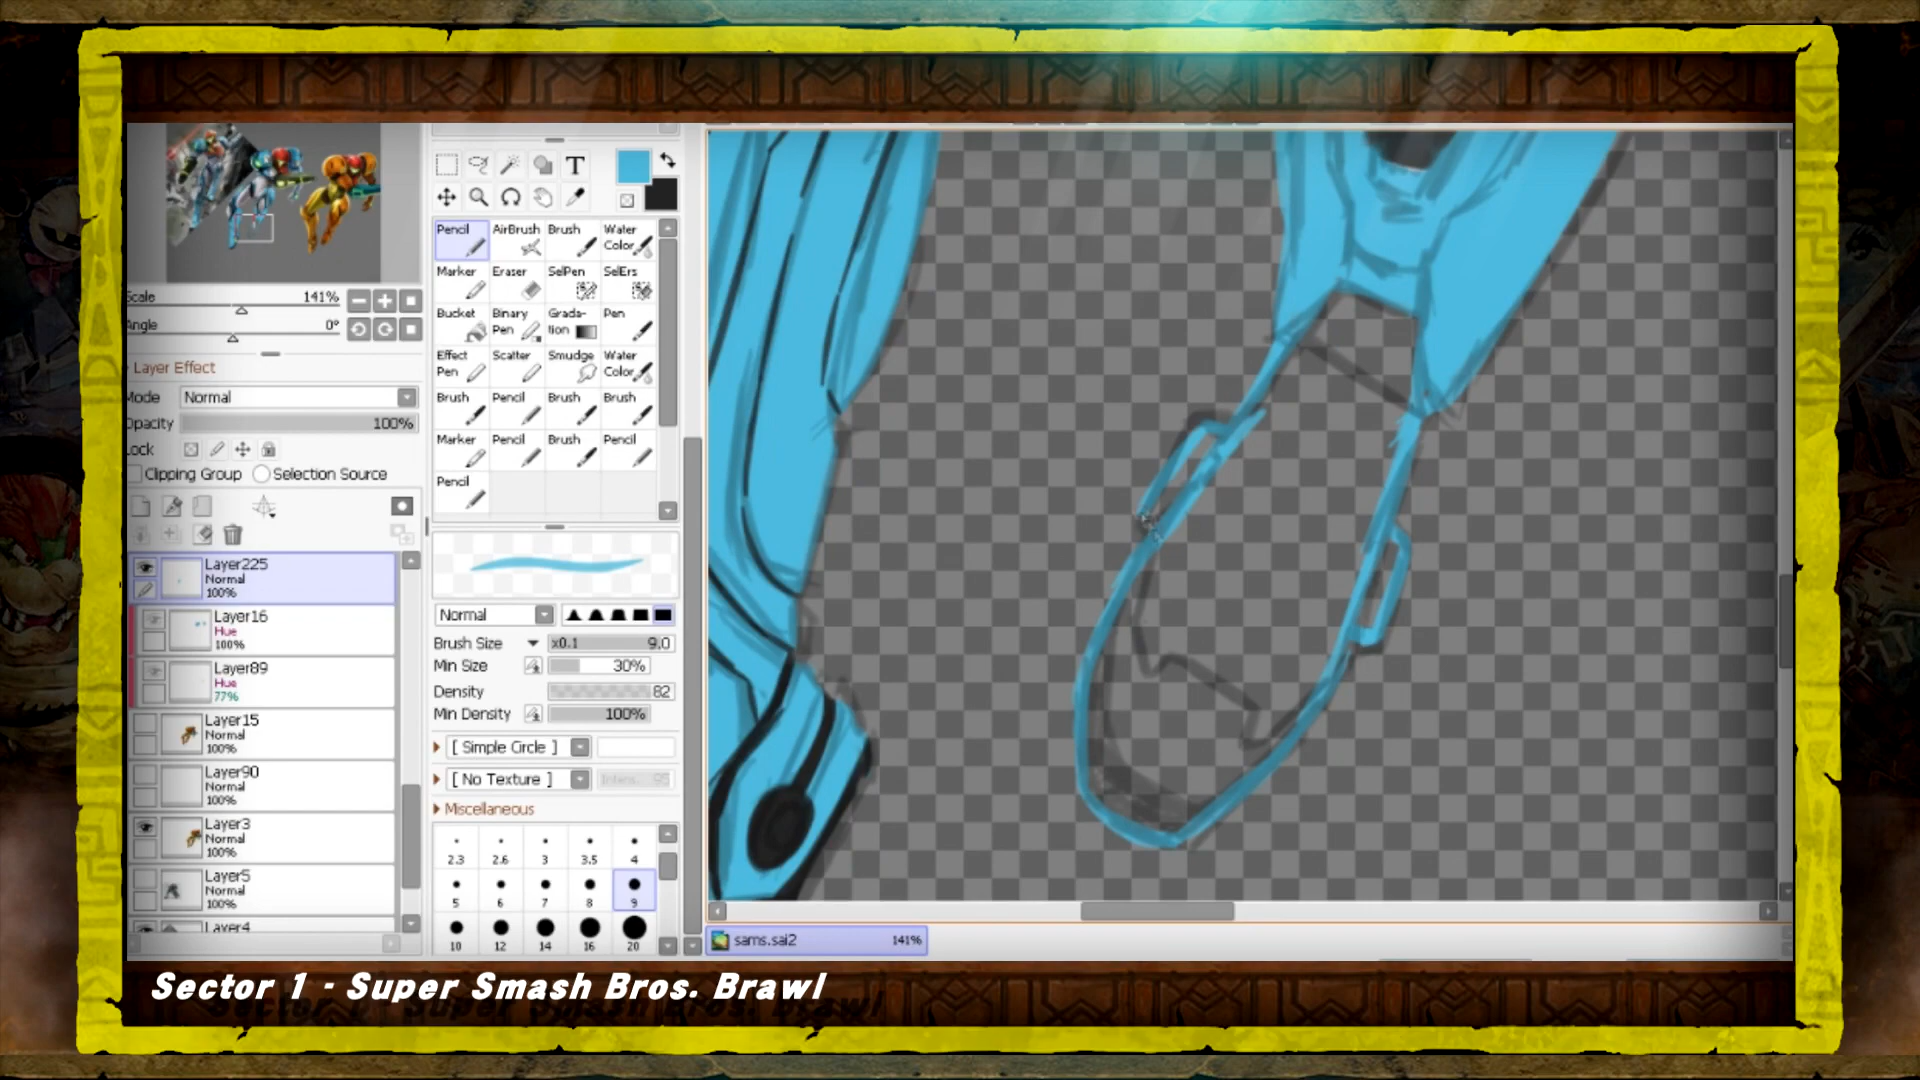 Scale 141%
Angle 0°
Layer Effect
Mode Normal
Opacity 100%
Lock
Clipping Group Selection Source
Layer225
Normal
100%
Layer16
Hue
100%
Layer89
Hue
77%
Layer15
Normal
100%
Layer90
Normal
100%
Layer3
Normal
100%
Layer5
Normal
100%
Layer4
T
Pencil AirBrush Brush Water Color
Marker Eraser SelPen SelErs
Bucket Binary Pen Grada-tion Pen
Effect Pen Scatter Smudge Water Color
Brush Pencil Brush Brush
Marker Pencil Brush Pencil
Pencil
Normal
Brush Size x0.1 9.0
Min Size 30%
Density 82
Min Density 100%
[ Simple Circle ]
[ No Texture ] 95
Miscellaneous
2.3 2.6 3 3.5 4
5 6 7 8 9
10 12 14 16 20
sams.sai2 141%
Sector 1 - Super Smash Bros. Brawl